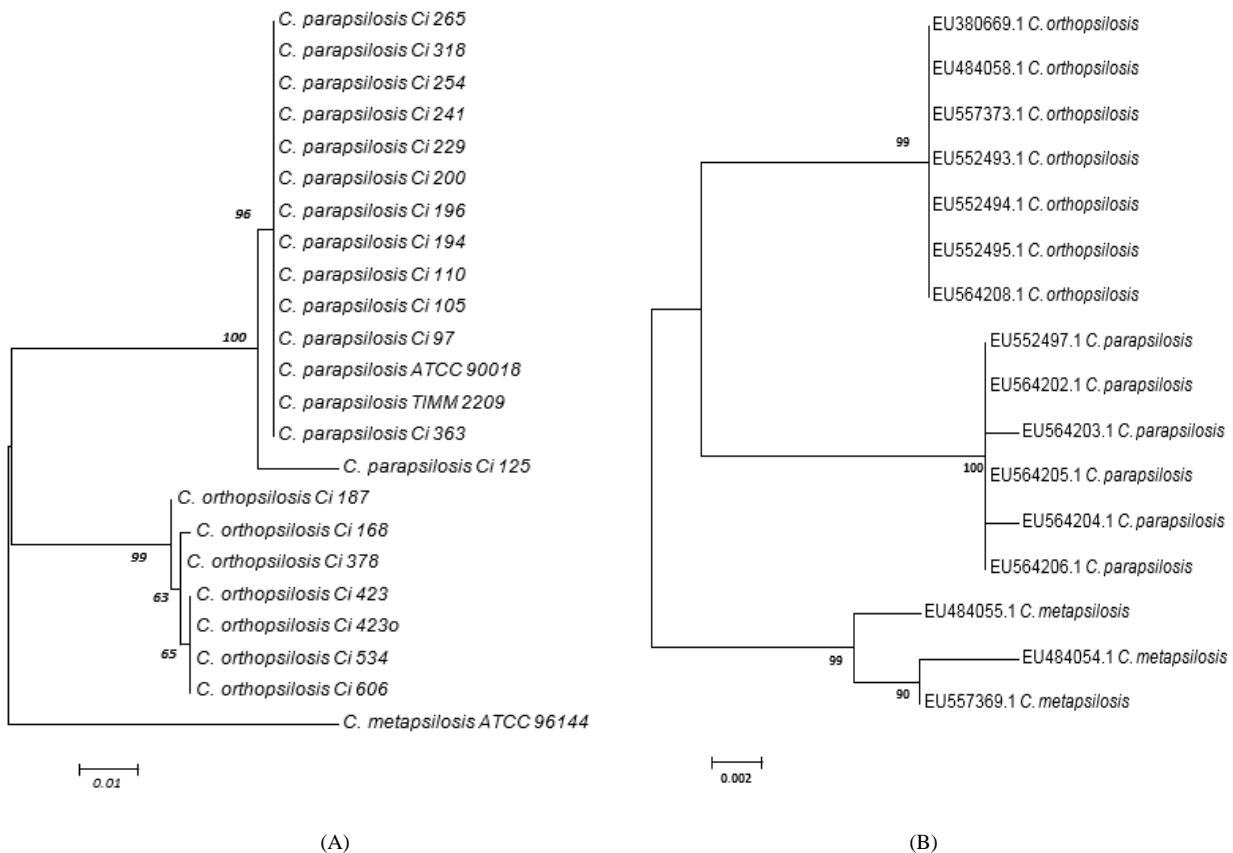 C. parapsilosis Ci 265
C. parapsilosis Ci 318
C. parapsilosis Ci 254
C. parapsilosis Ci 241
C. parapsilosis Ci 229
C. parapsilosis Ci 200
C. parapsilosis Ci 196
C. parapsilosis Ci 194
C. parapsilosis Ci 110
C. parapsilosis Ci 105
C. parapsilosis Ci 97
C. parapsilosis ATCC 90018
C. parapsilosis TIMM 2209
C. parapsilosis Ci 363
C. parapsilosis Ci 125
C. orthopsilosis Ci 187
C. orthopsilosis Ci 168
C. orthopsilosis Ci 378
C. orthopsilosis Ci 423
C. orthopsilosis Ci 423o
C. orthopsilosis Ci 534
C. orthopsilosis Ci 606
C. metapsilosis ATCC 96144
96
100
99
63
65
0.01
(A)
EU380669.1 C. orthopsilosis
EU484058.1 C. orthopsilosis
EU557373.1 C. orthopsilosis
EU552493.1 C. orthopsilosis
EU552494.1 C. orthopsilosis
EU552495.1 C. orthopsilosis
EU564208.1 C. orthopsilosis
EU552497.1 C. parapsilosis
EU564202.1 C. parapsilosis
EU564203.1 C. parapsilosis
EU564205.1 C. parapsilosis
EU564204.1 C. parapsilosis
EU564206.1 C. parapsilosis
EU484055.1 C. metapsilosis
EU484054.1 C. metapsilosis
EU557369.1 C. metapsilosis
99
100
99
90
0.002
(B)